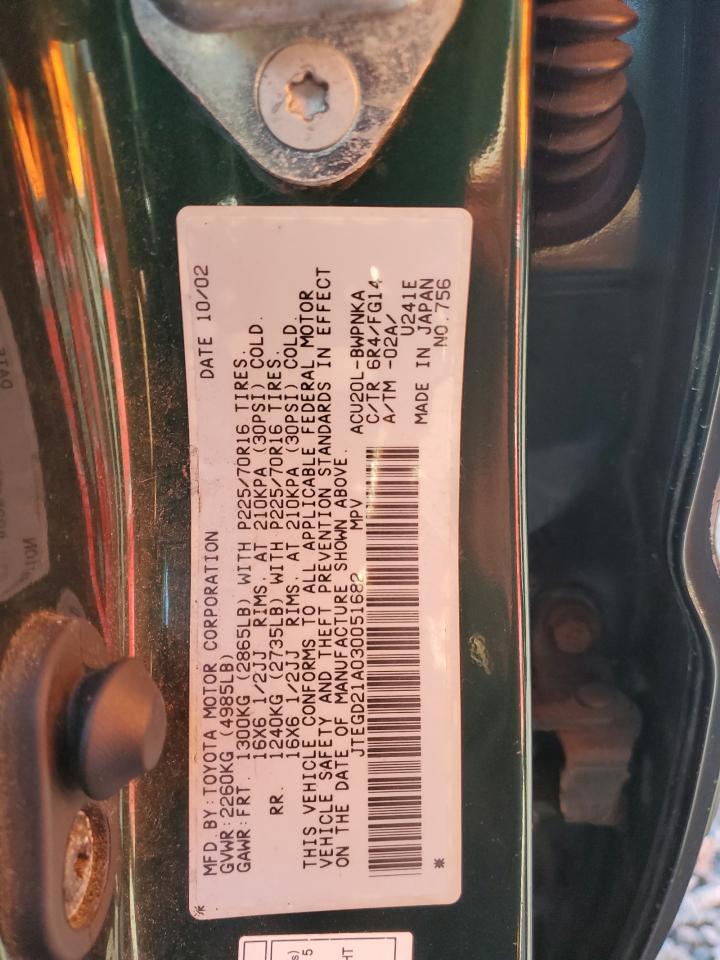 MFD.BY:TOYOTA MOTOR CORPORATION DATE 10/02
GVWR:2260KG (4985LB)
GAWR:FRT. 1300KG (2865LB) WITH P225/70R16 TIRES.
16X6 1/2JJ RIMS, AT 210KPA (30PSI) COLD.
RR. 1240KG (2735LB) WITH P225/70R16 TIRES.
16X6 1/2JJ RIMS, AT 210KPA (30PSI) COLD.
THIS VEHICLE CONFORMS TO ALL APPLICABLE FEDERAL MOTOR
VEHICLE SAFETY AND THEFT PREVENTION STANDARDS IN EFFECT
ON THE DATE OF MANUFACTURE SHOWN ABOVE.
JTEGD21A030051682 MPV
ACU20L-BWPNKA
C/TR 6R4/FG14
A/TM -02A/
U241E
MADE IN JAPAN
※ NO.756
s)
5
HT